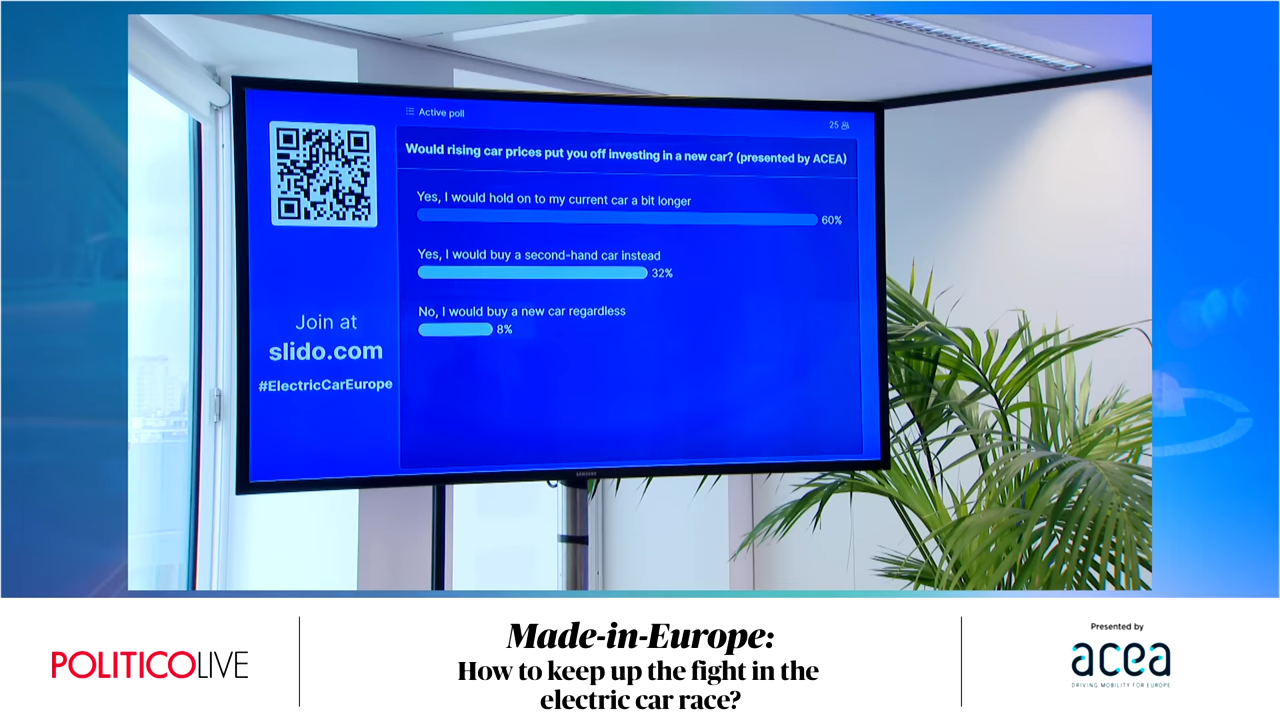 Active poll
25
Would rising car prices put you off investing in a new car? (presented by ACEA)
Yes, I would hold on to my current car a bit longer
60%
Yes, I would buy a second-hand car instead
32%
No, I would buy a new car regardless
8%
Join at
slido.com
#ElectricCarEurope
SAMSUNG
POLITICOLIVE
Made-in-Europe:
How to keep up the fight in the
electric car race?
Presented by
acea
DRIVING MOBILITY FOR EUROPE